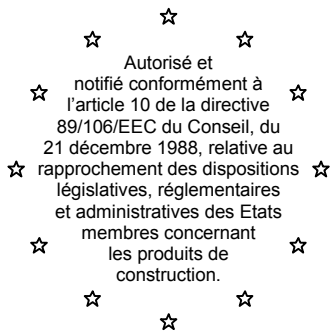 Autorisé et
notifié conformément à
l’article 10 de la directive
89/106/EEC du Conseil, du
21 décembre 1988, relative au
rapprochement des dispositions
législatives, réglementaires
et administratives des Etats
membres concernant
les produits de
construction.